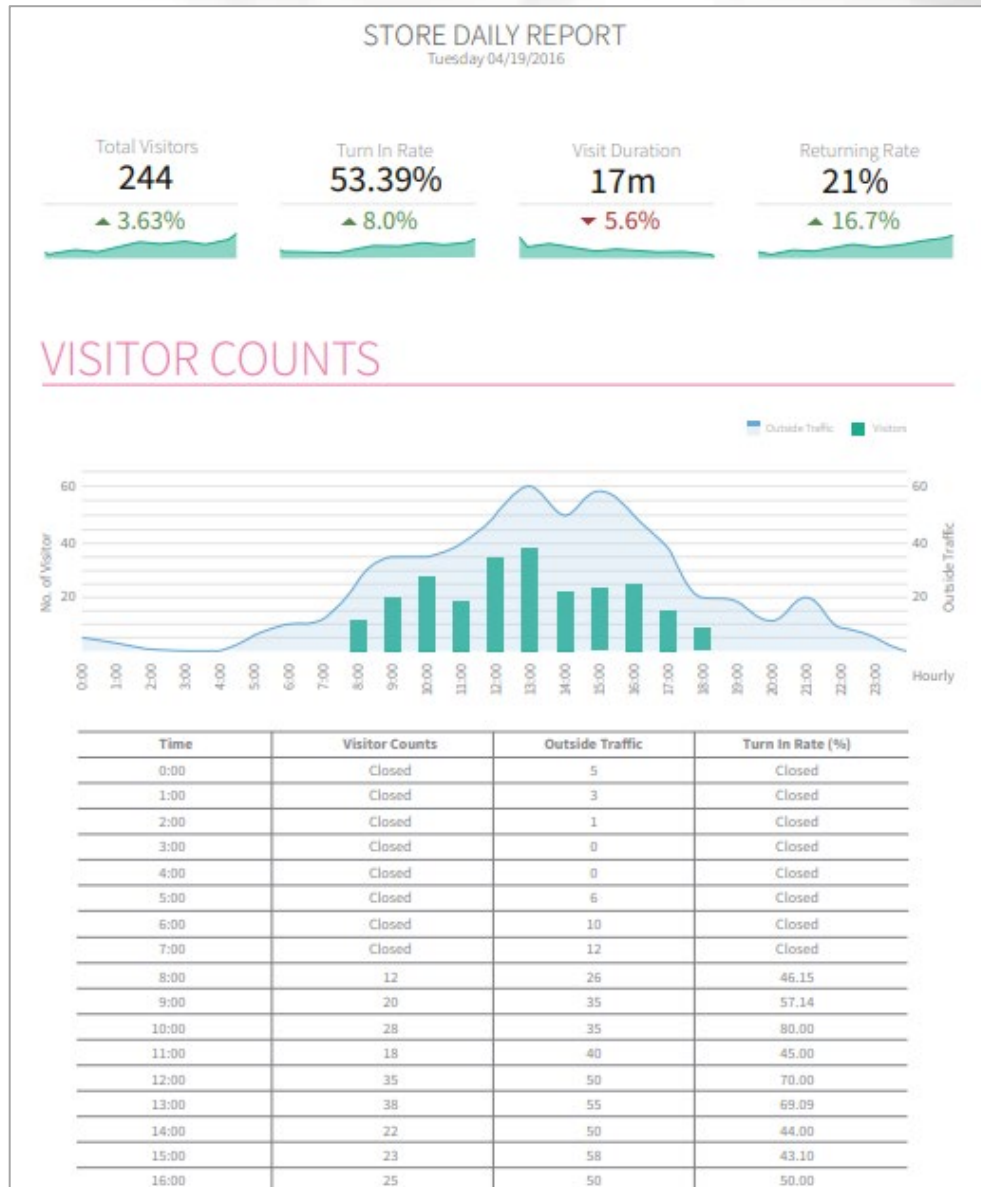 STORE DAILY REPORT
Tuesday 04/19/2016
Total Visitors Turn In Rate Visit Duration Returning Rate
244 53.39% 17m 21%
3.63% 8.0% 5.6% 16.7%
VISITOR COUNTS
Outside Traffic Visitors
60 60
40 40
20 20
No. of Visitor
Outside Traffic
0:00 1:00 2:00 3:00 4:00 5:00 6:00 7:00 8:00 9:00 10:00 11:00 12:00 13:00 14:00 15:00 16:00 17:00 18:00 19:00 20:00 21:00 22:00 23:00 Hourly
Time Visitor Counts Outside Traffic Turn In Rate (%)
0:00 Closed 5 Closed
1:00 Closed 3 Closed
2:00 Closed 1 Closed
3:00 Closed 0 Closed
4:00 Closed 0 Closed
5:00 Closed 6 Closed
6:00 Closed 10 Closed
7:00 Closed 12 Closed
8:00 12 26 46.15
9:00 20 35 57.14
10:00 28 35 80.00
11:00 18 40 45.00
12:00 35 50 70.00
13:00 38 55 69.09
14:00 22 50 44.00
15:00 23 58 43.10
16:00 25 50 50.00